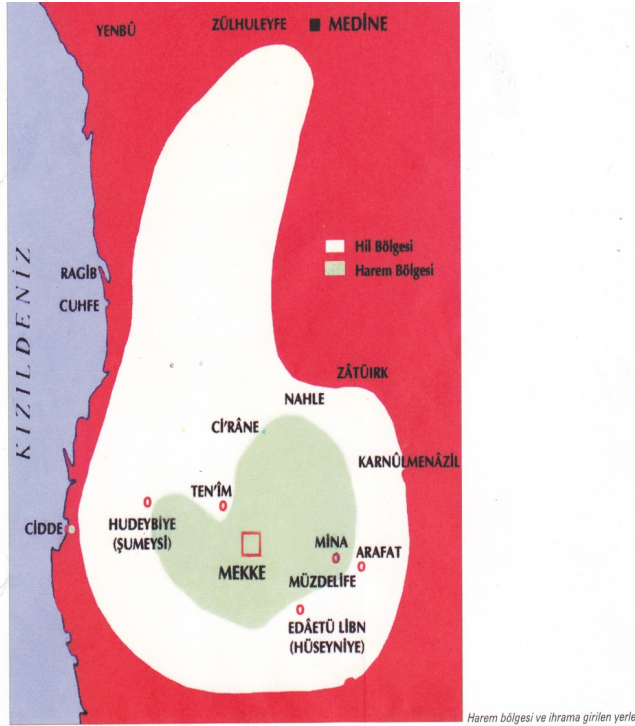 YENBÛ
ZÜLHULEYFE
MEDİNE
Hil Bölgesi
Harem Bölgesi
KIZILDENİZ
RAGİB
CUHFE
ZÂTÜIRK
NAHLE
Cİ'RÂNE
KARNÛLMENÂZİL
TEN'ÎM
HUDEYBİYE
(ŞUMEYSİ)
CİDDE
MİNA
ARAFAT
MEKKE
MÜZDELİFE
EDÂETÜ LİBN
(HÜSEYNİYE)
Harem bölgesi ve ihrama girilen yerle